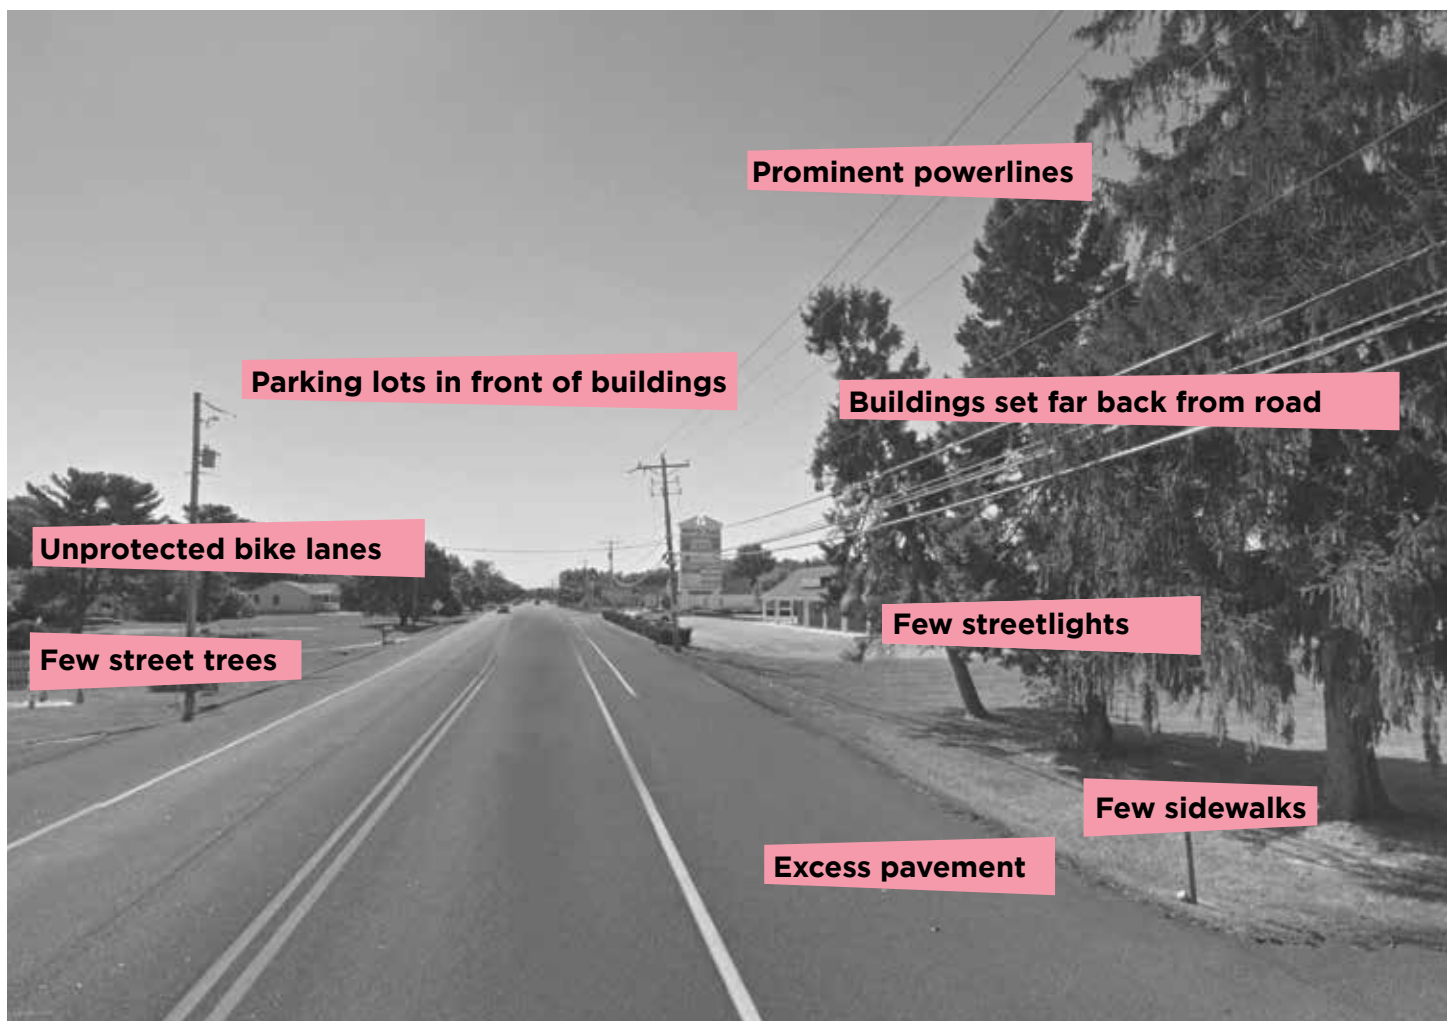 Prominent powerlines
Parking lots in front of buildings
Buildings set far back from road
Unprotected bike lanes
Few streetlights
Few street trees
Few sidewalks
Excess pavement